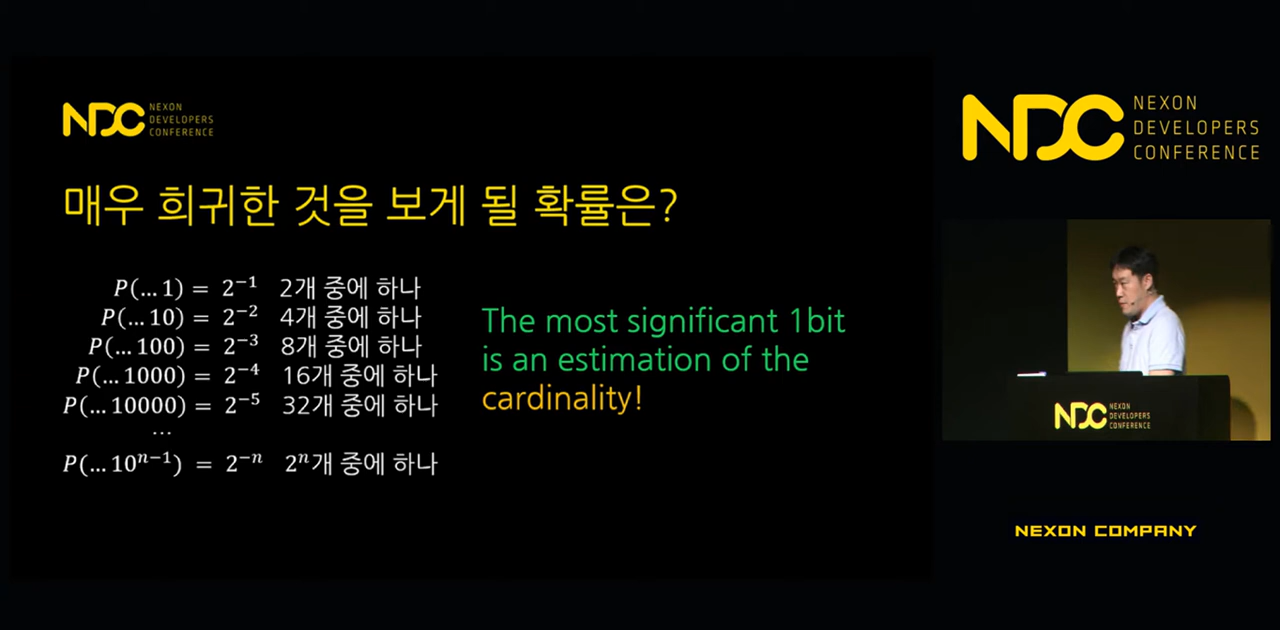 NDC NEXON DEVELOPERS CONFERENCE
매우 희귀한 것을 보게 될 확률은?
P(…1) = 2⁻¹ 2개 중에 하나
P(…10) = 2⁻² 4개 중에 하나
P(…100) = 2⁻³ 8개 중에 하나
P(…1000) = 2⁻⁴ 16개 중에 하나
P(…10000) = 2⁻⁵ 32개 중에 하나
…
P(…10ⁿ⁻¹) = 2⁻ⁿ 2ⁿ개 중에 하나
The most significant 1bit
is an estimation of the
cardinality!
NDC NEXON DEVELOPERS CONFERENCE
NDC NEXON DEVELOPERS CONFERENCE
NEXON COMPANY